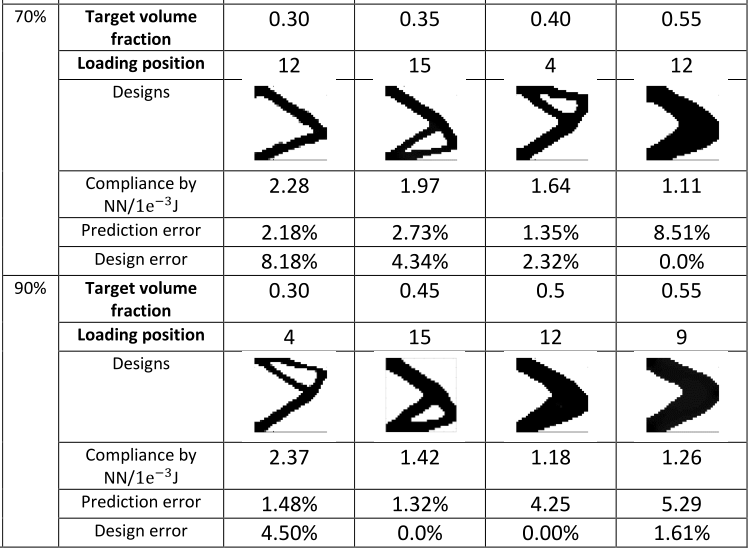 70% Target volume fraction 0.30 0.35 0.40 0.55
Loading position 12 15 4 12
Designs
Compliance by NN/1e⁻³J 2.28 1.97 1.64 1.11
Prediction error 2.18% 2.73% 1.35% 8.51%
Design error 8.18% 4.34% 2.32% 0.0%
90% Target volume fraction 0.30 0.45 0.5 0.55
Loading position 4 15 12 9
Designs
Compliance by NN/1e⁻³J 2.37 1.42 1.18 1.26
Prediction error 1.48% 1.32% 4.25 5.29
Design error 4.50% 0.0% 0.00% 1.61%